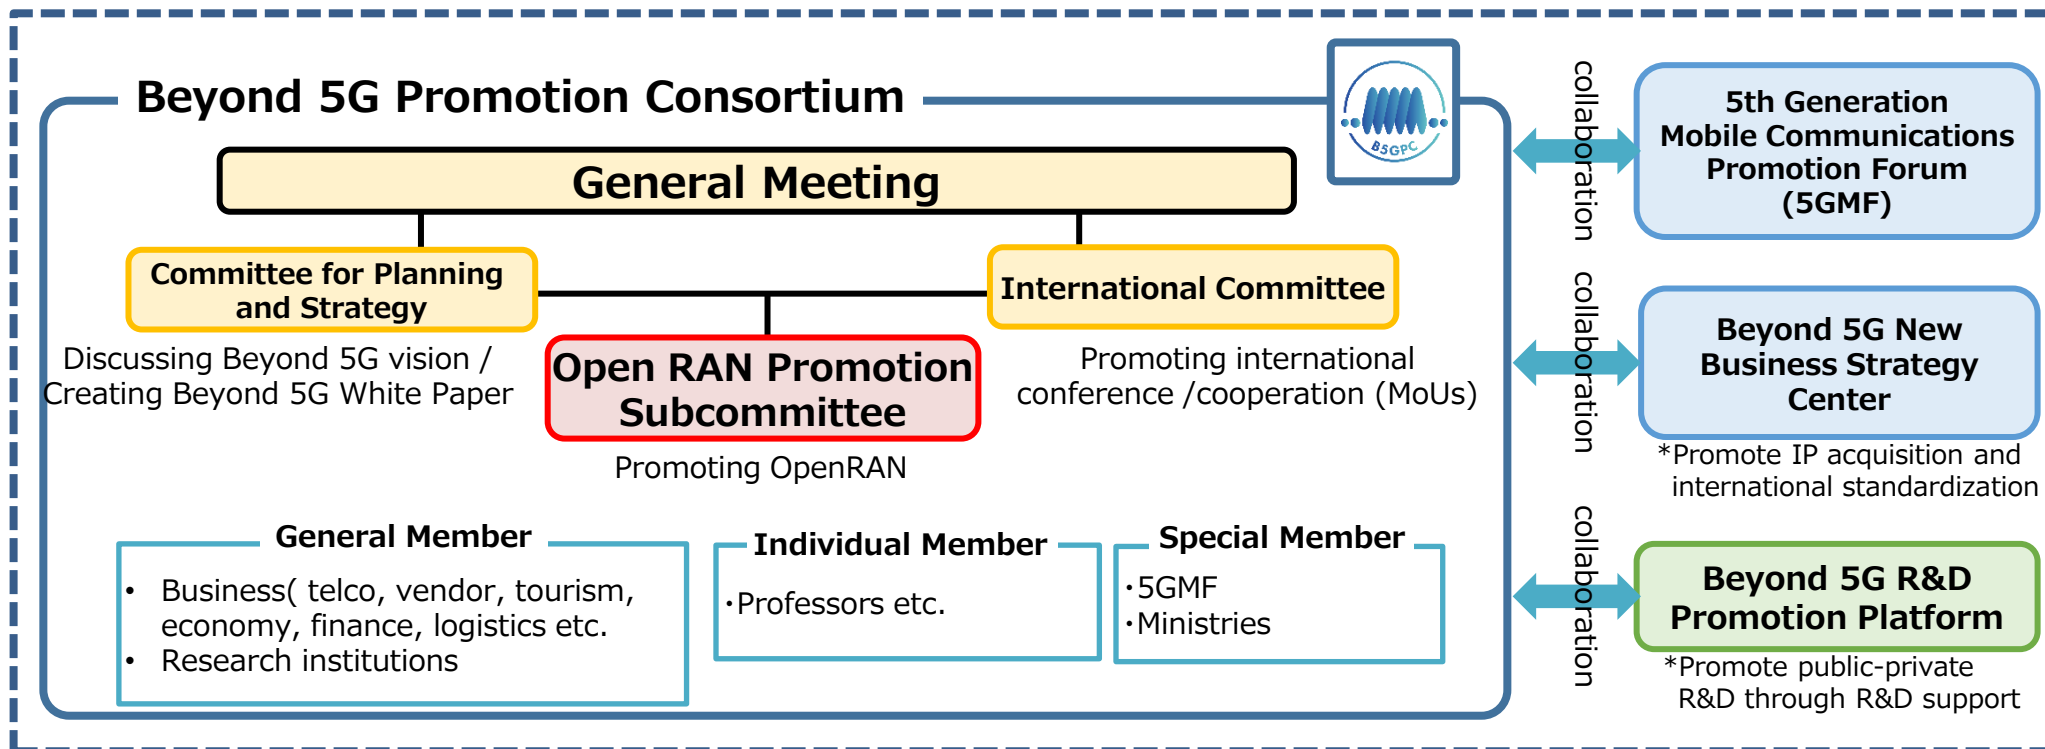 Beyond 5G Promotion Consortium
B5GPC
General Meeting
Committee for Planning
and Strategy
International Committee
Discussing Beyond 5G vision /
Creating Beyond 5G White Paper
Open RAN Promotion
Subcommittee
Promoting international
conference /cooperation (MoUs)
Promoting OpenRAN
General Member
• Business( telco, vendor, tourism,
economy, finance, logistics etc.
• Research institutions
Individual Member
・Professors etc.
Special Member
・5GMF
・Ministries
collaboration
5th Generation
Mobile Communications
Promotion Forum
(5GMF)
collaboration
Beyond 5G New
Business Strategy
Center
*Promote IP acquisition and
international standardization
collaboration
Beyond 5G R&D
Promotion Platform
*Promote public-private
R&D through R&D support